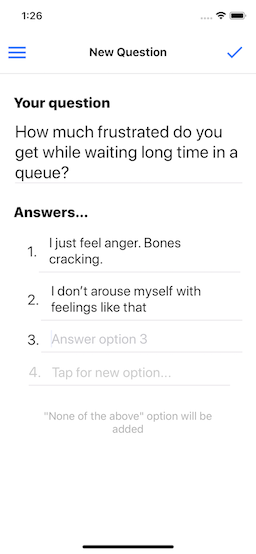 1:26
New Question
Your question
How much frustrated do you
get while waiting long time in a
queue?
Answers...
1. I just feel anger. Bones
cracking.
2. I don't arouse myself with
feelings like that
3. Answer option 3
4. Tap for new option...
"None of the above" option will be
added